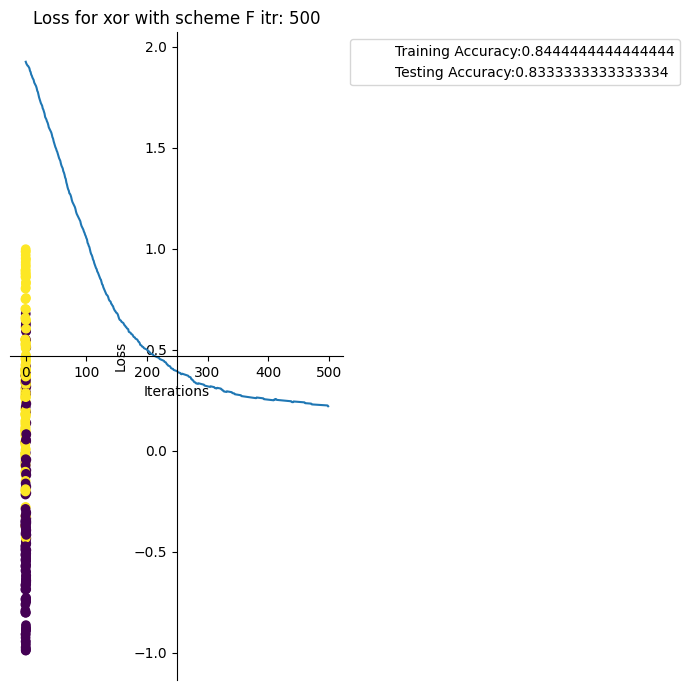 Loss for xor with scheme F itr: 500
Training Accuracy:0.8444444444444444
Testing Accuracy:0.8333333333333334
2.0
1.5
1.0
0.5
Loss
0 100 200 300 400 500
Iterations
0.0
−0.5
−1.0